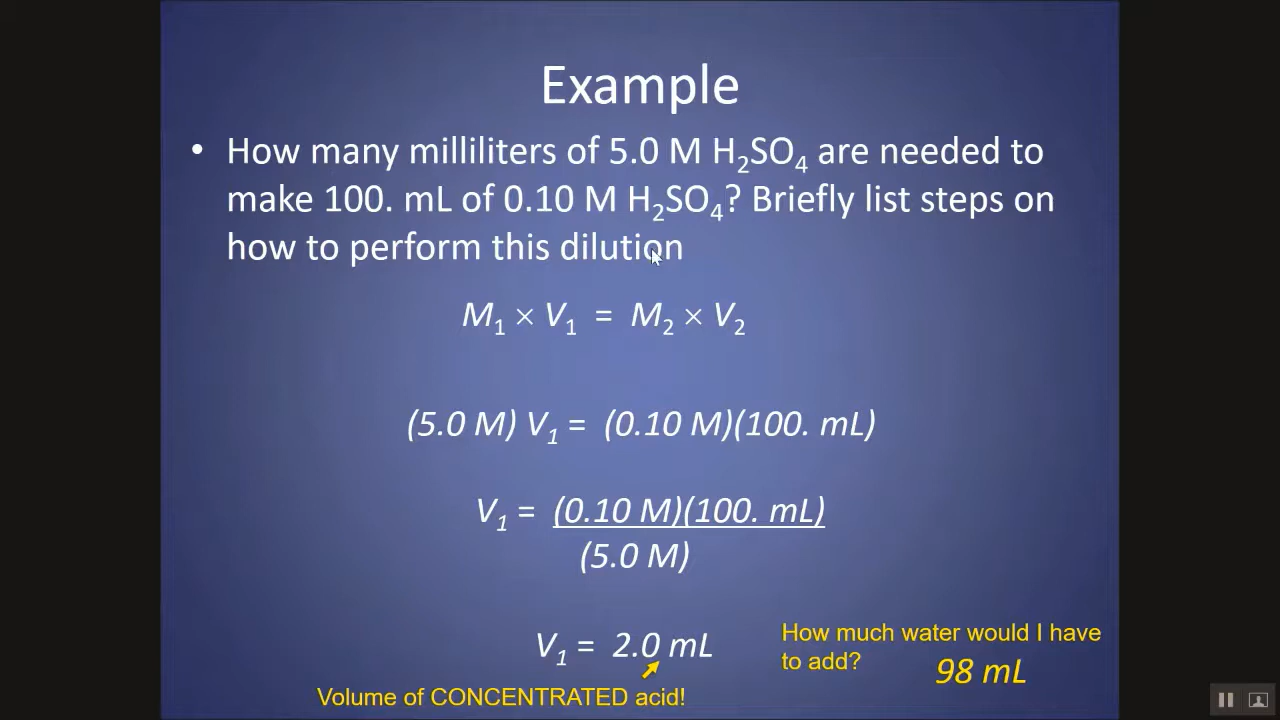 Example
• How many milliliters of 5.0 M H₂SO₄ are needed to
make 100. mL of 0.10 M H₂SO₄? Briefly list steps on
how to perform this dilution
M₁ × V₁ = M₂ × V₂
(5.0 M) V₁ = (0.10 M)(100. mL)
V₁ = (0.10 M)(100. mL)
(5.0 M)
V₁ = 2.0 mL
Volume of CONCENTRATED acid!
How much water would I have
to add? 98 mL